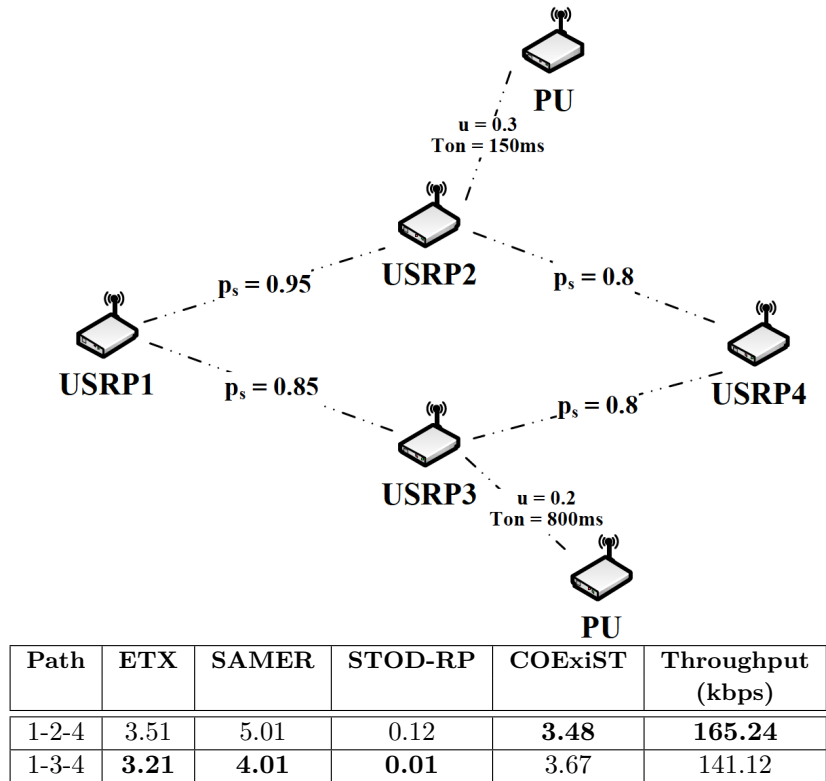 PU
u = 0.3
Ton = 150ms
USRP2
pₛ = 0.95
pₛ = 0.8
USRP1
USRP4
pₛ = 0.85
pₛ = 0.8
USRP3
u = 0.2
Ton = 800ms
PU
Path ETX SAMER STOD-RP COExiST Throughput
(kbps)
1-2-4 3.51 5.01 0.12 3.48 165.24
1-3-4 3.21 4.01 0.01 3.67 141.12